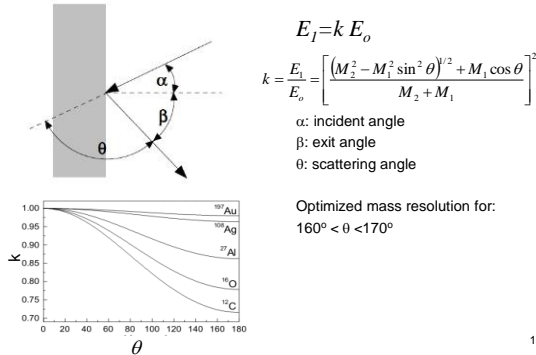 α
β
θ
E₁=k Eₒ
k = E₁/Eₒ = [((M₂² − M₁² sin² θ)^1/2 + M₁ cos θ)/(M₂ + M₁)]²
α: incident angle
β: exit angle
θ: scattering angle
Optimized mass resolution for:
160º < θ <170º
1.00
0.95
0.90
0.85
0.80
0.75
0.70
k
¹⁹⁷Au
¹⁰⁸Ag
²⁷Al
¹⁶O
¹²C
0 20 40 60 80 100 120 140 160 180
θ
1